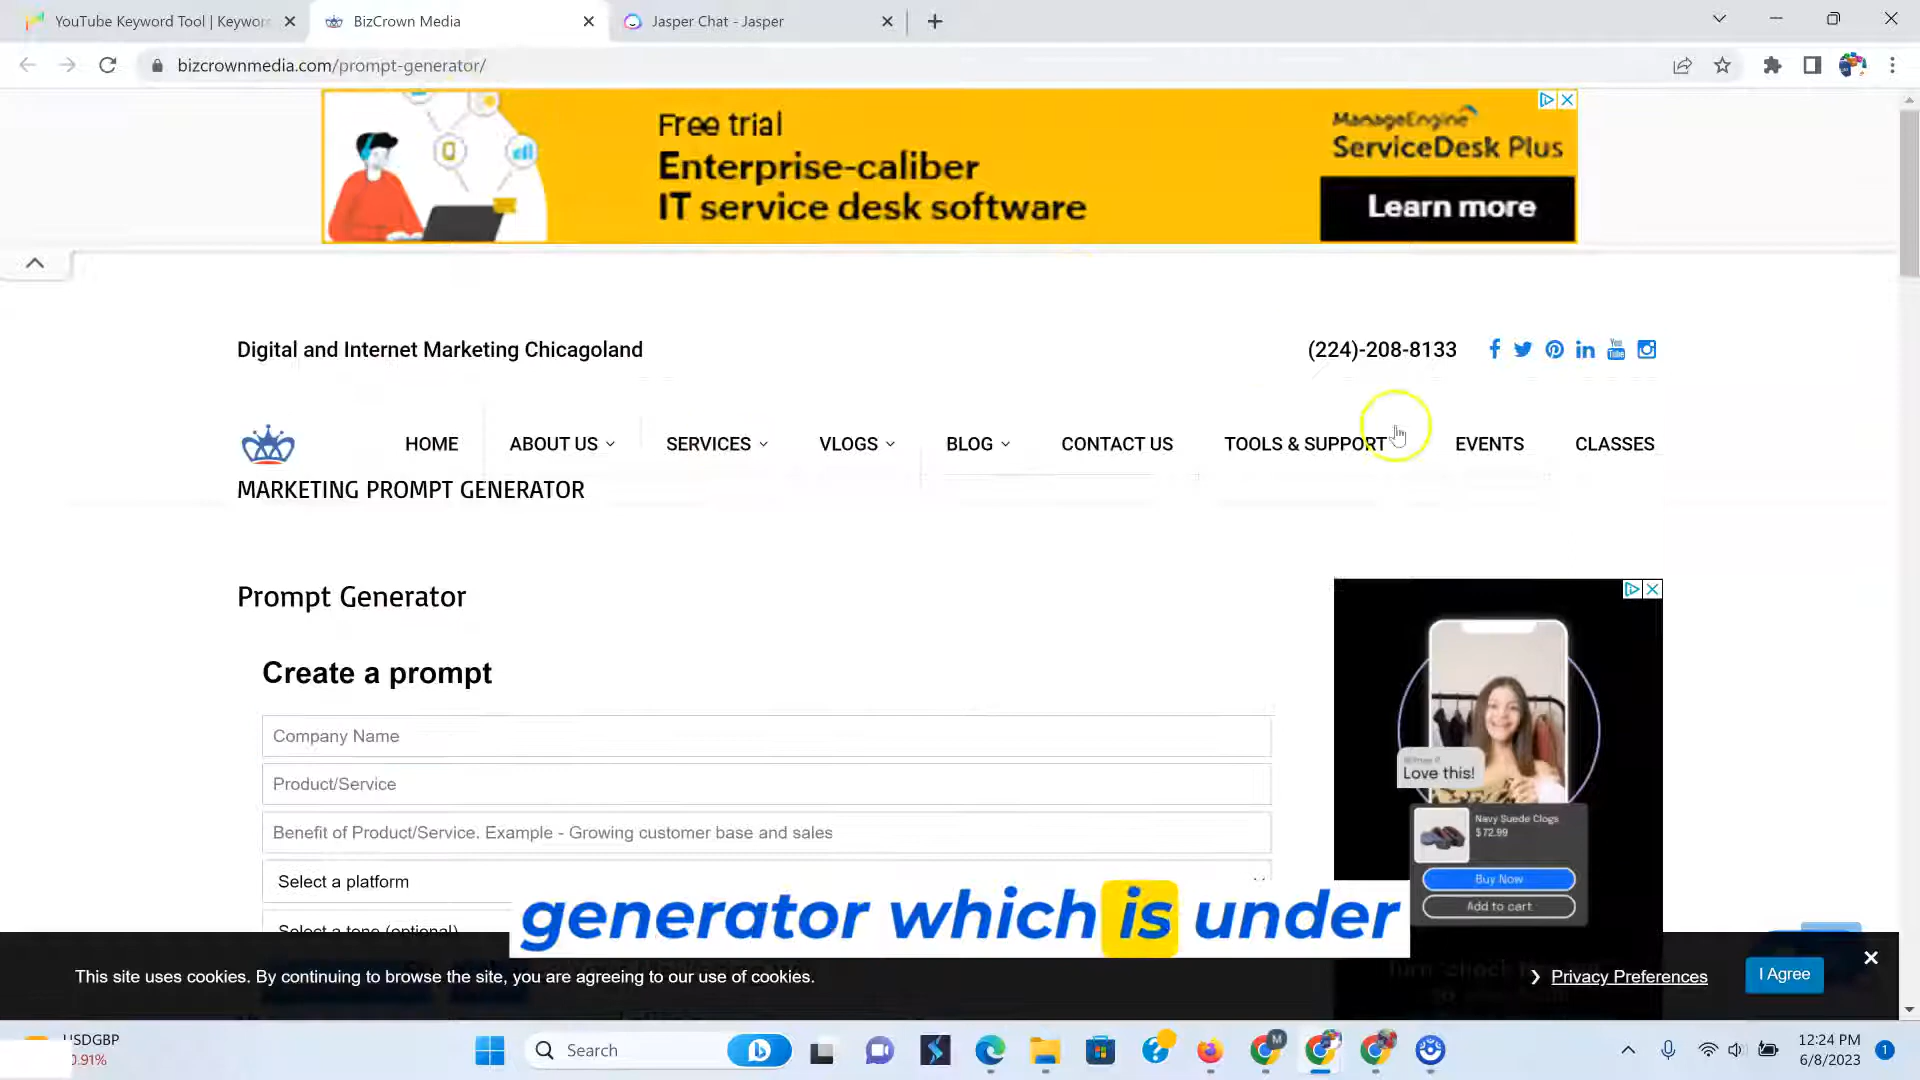 YouTube Keyword Tool | Keywor
BizCrown Media
Jasper Chat - Jasper
bizcrownmedia.com/prompt-generator/
Free trial
Enterprise-caliber
IT service desk software
ManageEngine
ServiceDesk Plus
Learn more
Digital and Internet Marketing Chicagoland
(224)-208-8133
You
Tube
HOME
ABOUT US
SERVICES
VLOGS
BLOG
CONTACT US
TOOLS & SUPPORT
EVENTS
CLASSES
MARKETING PROMPT GENERATOR
Prompt Generator
Create a prompt
Company Name
Product/Service
Benefit of Product/Service. Example - Growing customer base and sales
Select a platform
Select a tone (optional)
Love this!
Navy Suede Clogs
$72.99
Buy Now
Add to cart
generator which is under
This site uses cookies. By continuing to browse the site, you are agreeing to our use of cookies.
Privacy Preferences
I Agree
USDGBP
0.91%
Search
M
12:24 PM
6/8/2023
1